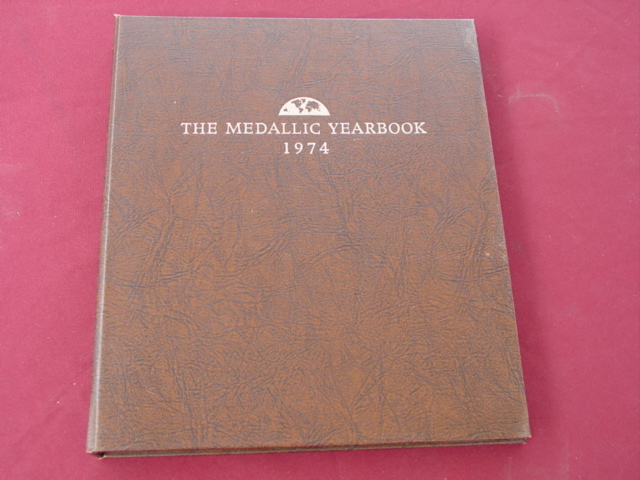 THE MEDALLIC YEARBOOK
1974